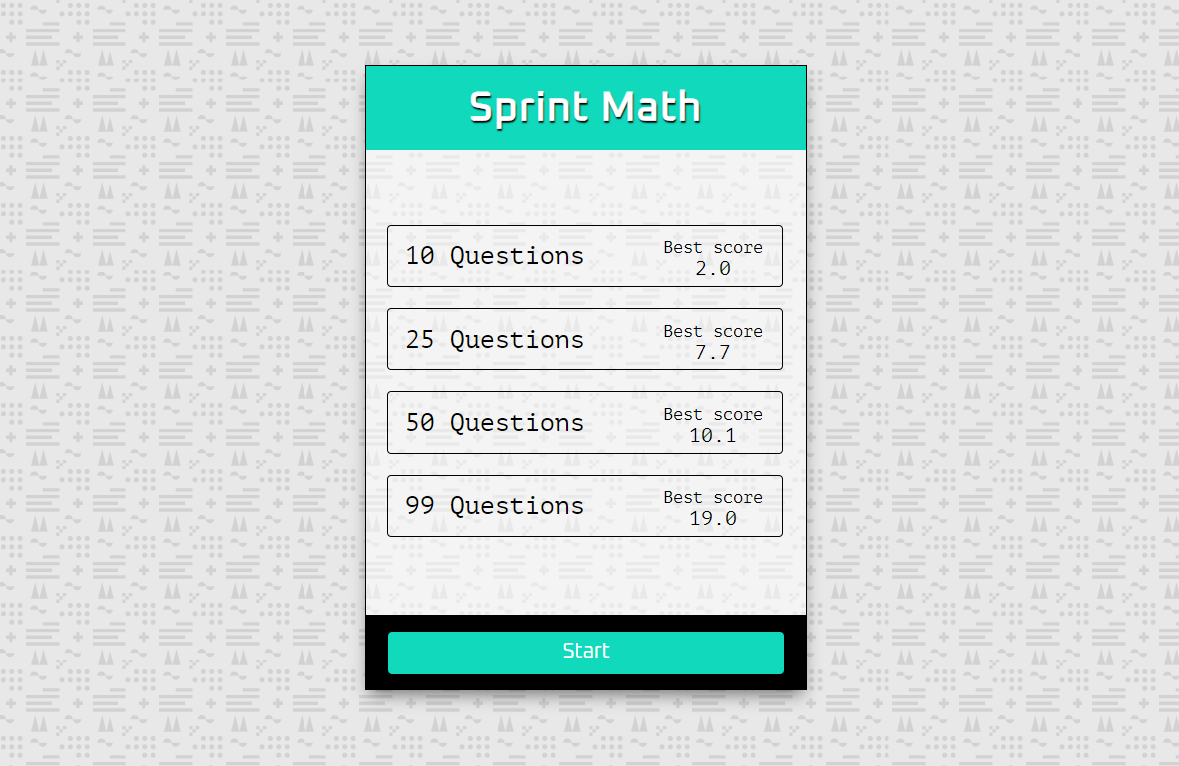 Sprint Math
10 Questions
Best score
2.0
25 Questions
Best score
7.7
50 Questions
Best score
10.1
99 Questions
Best score
19.0
Start